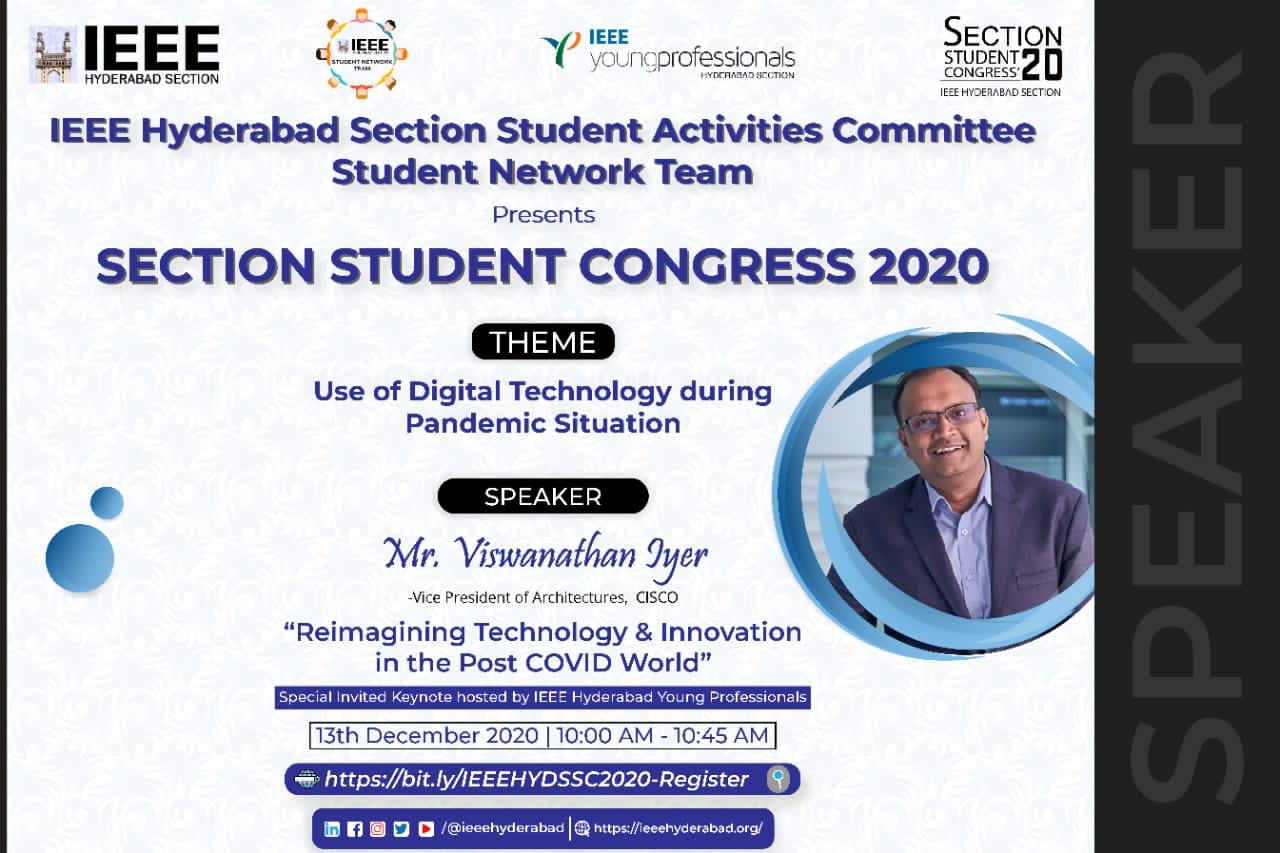 IEEE
HYDERABAD SECTION
IEEE
STUDENT NETWORK
TEAM
IEEE
youngprofessionals
HYDERABAD SECTION
SECTION
STUDENT
CONGRESS'20
IEEE HYDERABAD SECTION
IEEE Hyderabad Section Student Activities Committee
Student Network Team
Presents
SECTION STUDENT CONGRESS 2020
THEME
Use of Digital Technology during
Pandemic Situation
SPEAKER
Mr. Viswanathan Iyer
-Vice President of Architectures, CISCO
“Reimagining Technology & Innovation
in the Post COVID World”
Special Invited Keynote hosted by IEEE Hyderabad Young Professionals
13th December 2020 | 10:00 AM - 10:45 AM
https://bit.ly/IEEEHYDSSC2020-Register
/@ieeehyderabad | https://ieeehyderabad.org/
SPEAKER